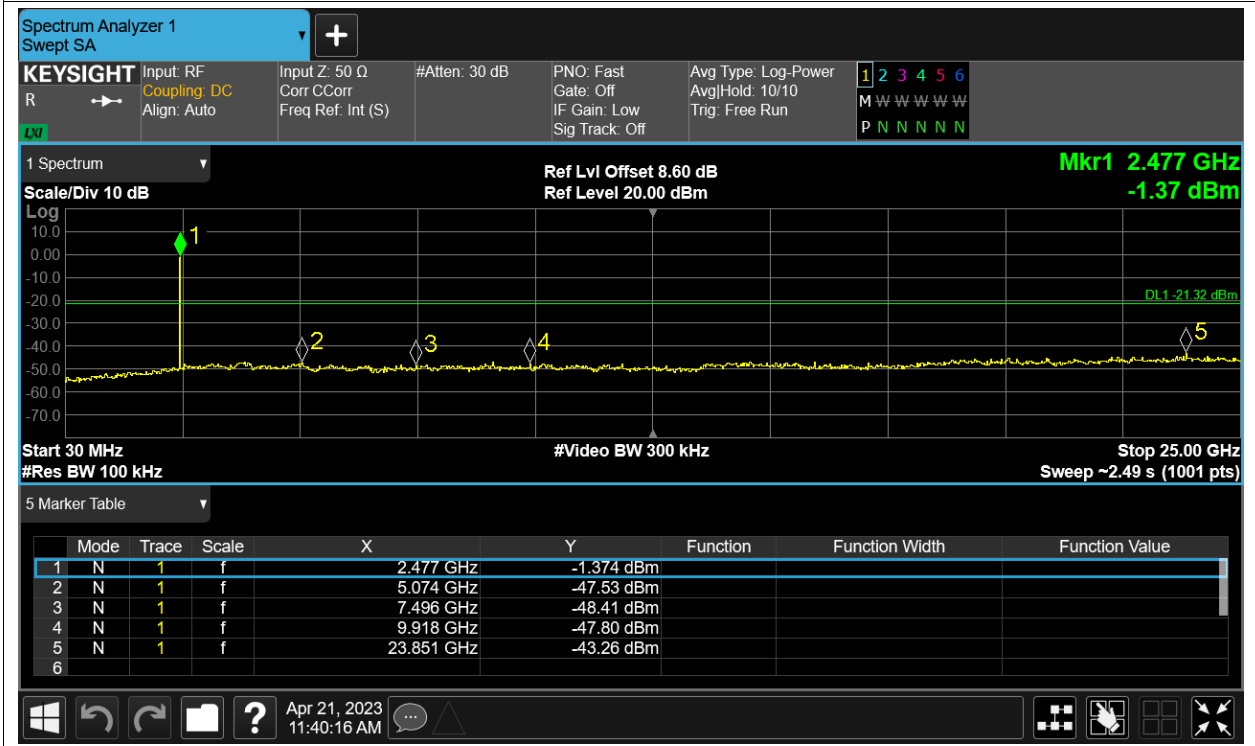 Spectrum Analyzer 1
Swept SA
+
KEYSIGHT
R
LXI
Input: RF
Coupling: DC
Align: Auto
Input Z: 50 Ω
Corr CCorr
Freq Ref: Int (S)
#Atten: 30 dB
PNO: Fast
Gate: Off
IF Gain: Low
Sig Track: Off
Avg Type: Log-Power
Avg|Hold: 10/10
Trig: Free Run
1 2 3 4 5 6
M W W W W W
P N N N N N
1 Spectrum
Scale/Div 10 dB
Ref Lvl Offset 8.60 dB
Ref Level 20.00 dBm
Mkr1 2.477 GHz
-1.37 dBm
Log
10.0
0.00
-10.0
-20.0
-30.0
-40.0
-50.0
-60.0
-70.0
1
2
3
4
5
DL1 -21.32 dBm
Start 30 MHz
#Video BW 300 kHz
Stop 25.00 GHz
#Res BW 100 kHz
Sweep ~2.49 s (1001 pts)
5 Marker Table
Mode Trace Scale X Y Function Function Width Function Value
1 N 1 f 2.477 GHz -1.374 dBm
2 N 1 f 5.074 GHz -47.53 dBm
3 N 1 f 7.496 GHz -48.41 dBm
4 N 1 f 9.918 GHz -47.80 dBm
5 N 1 f 23.851 GHz -43.26 dBm
6
?
Apr 21, 2023
11:40:16 AM